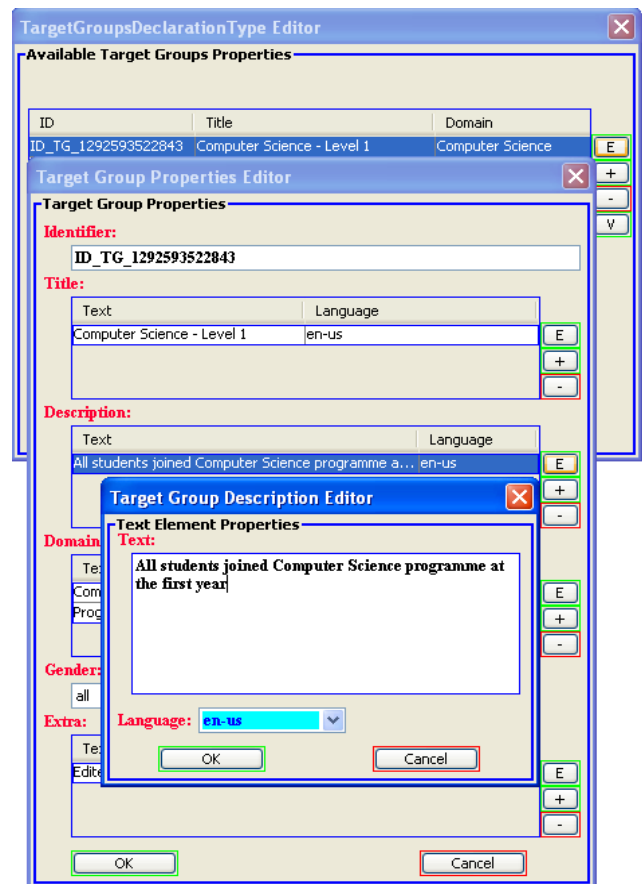 TargetGroupsDeclarationType Editor
Available Target Groups Properties
ID Title Domain
ID_TG_1292593522843 Computer Science - Level 1 Computer Science E
Target Group Properties Editor +
Target Group Properties -
Identifier: V
ID_TG_1292593522843
Title:
Text Language
Computer Science - Level 1 en-us E
+
-
Description:
Text Language
All students joined Computer Science programme a... en-us E
+
Target Group Description Editor
-
Text Element Properties
Domain
Text:
All students joined Computer Science programme at
the first year
Te
Com E
Prog +
-
Gender:
all
Extra: Language: en-us
Te
OK Cancel
Edite E
+
-
OK Cancel